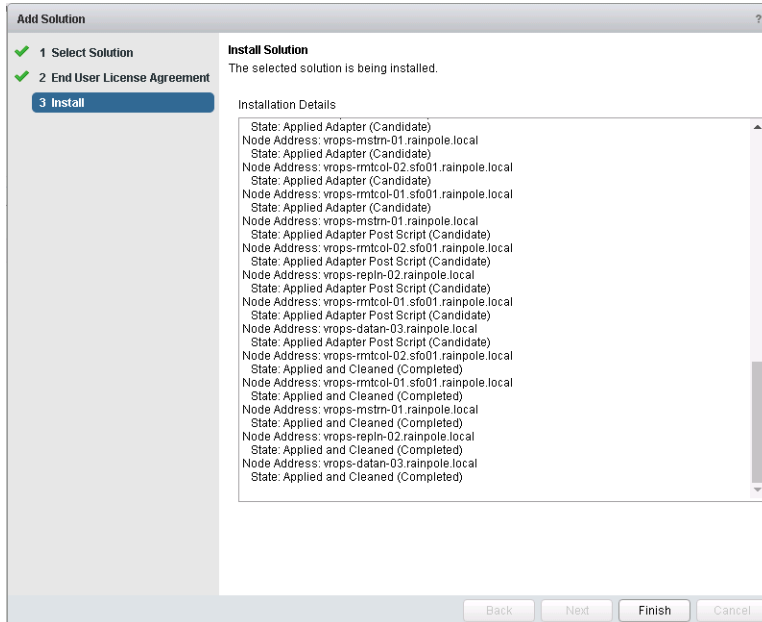 Add Solution
?
1 Select Solution
2 End User License Agreement
3 Install
Install Solution
The selected solution is being installed.
Installation Details
State: Applied Adapter (Candidate)
Node Address: vrops-mstrn-01.rainpole.local
State: Applied Adapter (Candidate)
Node Address: vrops-rmtcol-02.sfo01.rainpole.local
State: Applied Adapter (Candidate)
Node Address: vrops-rmtcol-01.sfo01.rainpole.local
State: Applied Adapter (Candidate)
Node Address: vrops-mstrn-01.rainpole.local
State: Applied Adapter Post Script (Candidate)
Node Address: vrops-rmtcol-02.sfo01.rainpole.local
State: Applied Adapter Post Script (Candidate)
Node Address: vrops-repln-02.rainpole.local
State: Applied Adapter Post Script (Candidate)
Node Address: vrops-rmtcol-01.sfo01.rainpole.local
State: Applied Adapter Post Script (Candidate)
Node Address: vrops-datan-03.rainpole.local
State: Applied Adapter Post Script (Candidate)
Node Address: vrops-rmtcol-02.sfo01.rainpole.local
State: Applied and Cleaned (Completed)
Node Address: vrops-rmtcol-01.sfo01.rainpole.local
State: Applied and Cleaned (Completed)
Node Address: vrops-mstrn-01.rainpole.local
State: Applied and Cleaned (Completed)
Node Address: vrops-repln-02.rainpole.local
State: Applied and Cleaned (Completed)
Node Address: vrops-datan-03.rainpole.local
State: Applied and Cleaned (Completed)
Back Next Finish Cancel